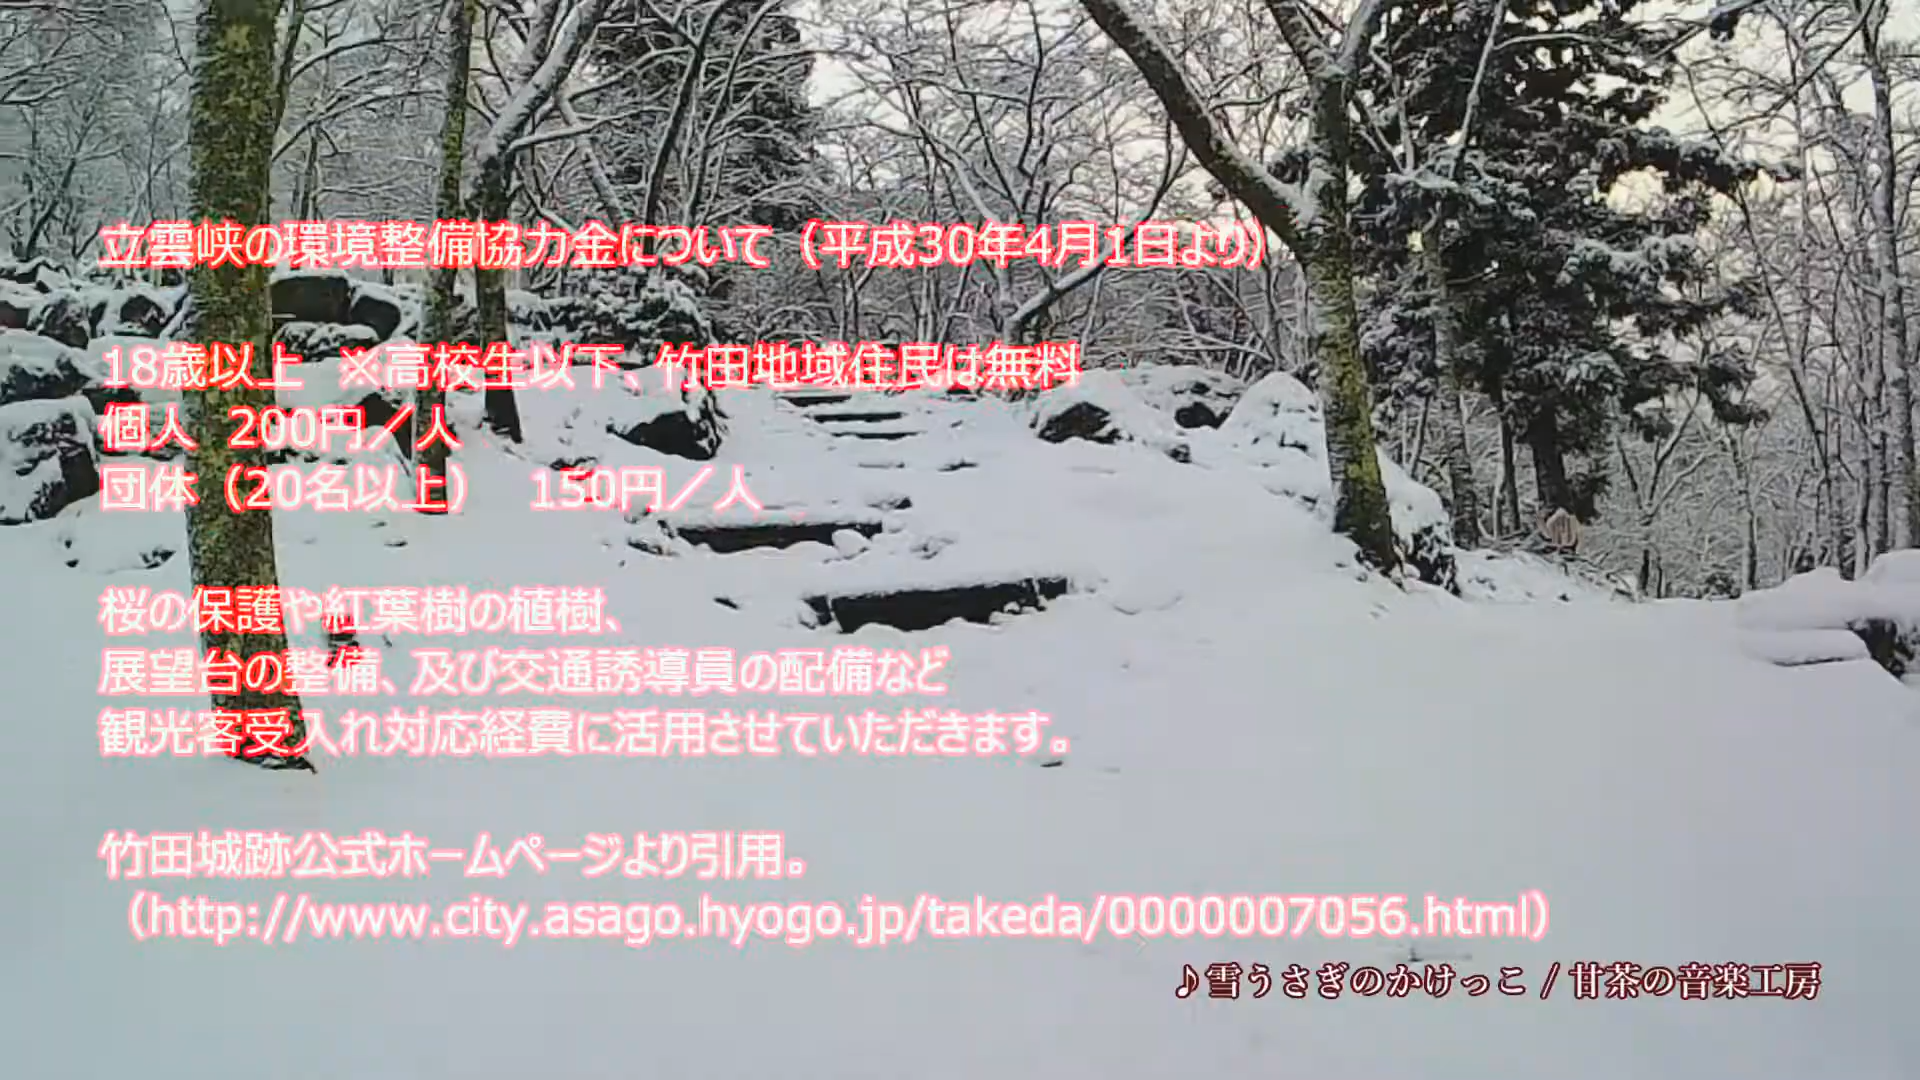 立雲峡の環境整備協力金について（平成30年4月1日より）
18歳以上　※高校生以下、竹田地域住民は無料
個人　200円／人
団体（20名以上）　150円／人
桜の保護や紅葉樹の植樹、
展望台の整備、及び交通誘導員の配備など
観光客受入れ対応経費に活用させていただきます。
竹田城跡公式ホームページより引用。
（http://www.city.asago.hyogo.jp/takeda/0000007056.html）
♪雪うさぎのかけっこ / 甘茶の音楽工房